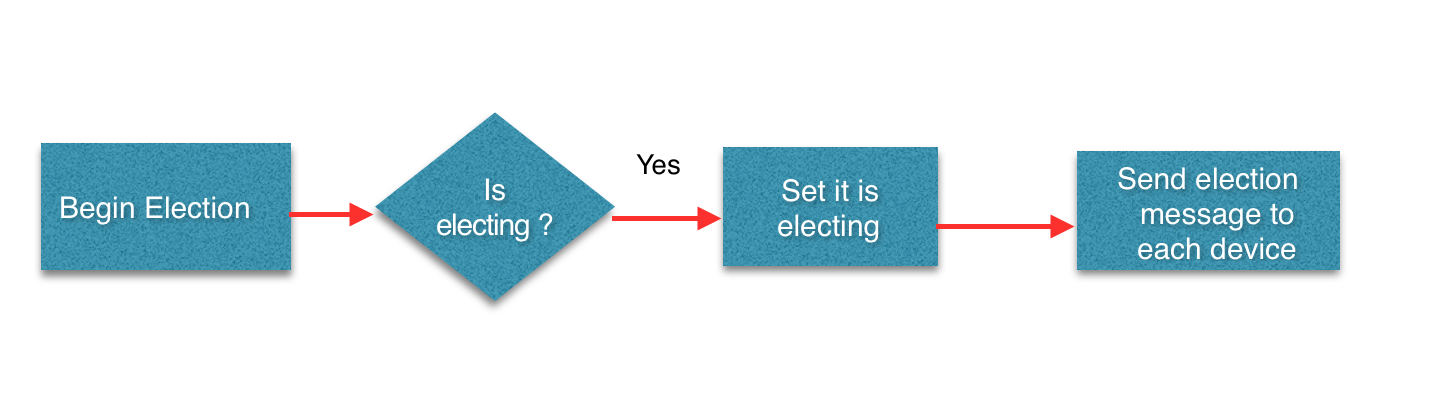 Begin Election
Is
electing ?
Yes
Set it is
electing
Send election
message to
each device